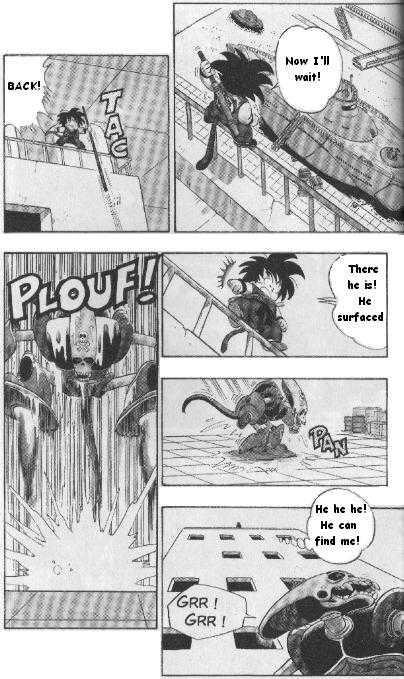 BACK!
TAC
Now I'll
wait!
PLOUF!
There
he is!
He
surfaced
PAN
He he he!
He can
find me!
GRR!
GRR!